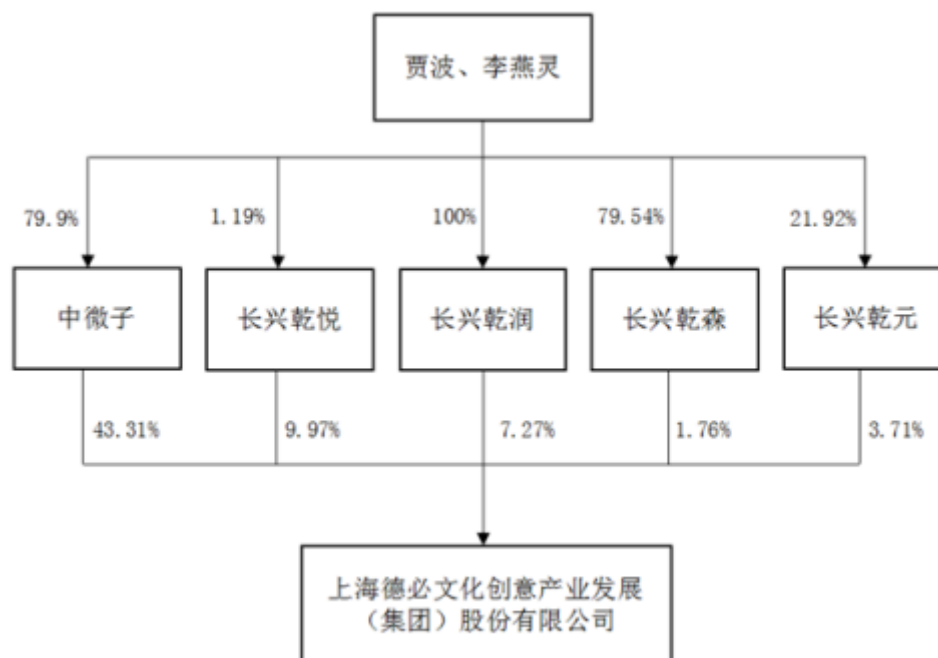 贾波、李燕灵
79.9%
1.19%
100%
79.54%
21.92%
中微子
长兴乾悦
长兴乾润
长兴乾森
长兴乾元
43.31%
9.97%
7.27%
1.76%
3.71%
上海德必文化创意产业发展
（集团）股份有限公司